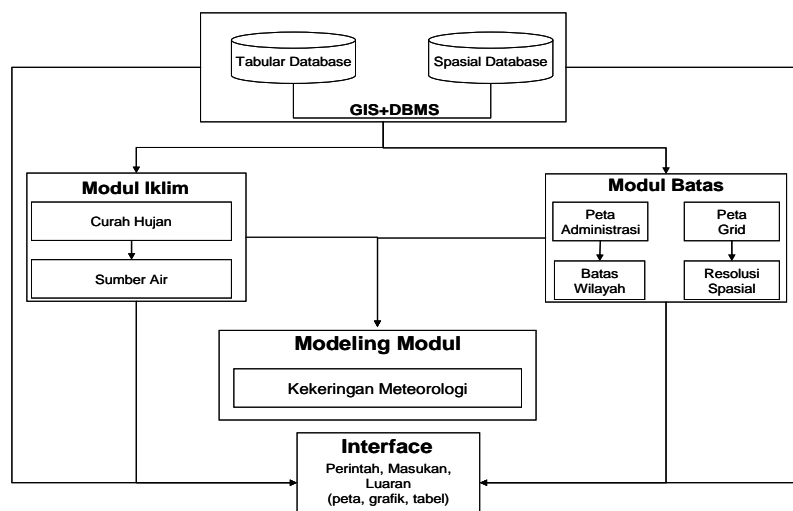 Tabular Database
Spasial Database
GIS+DBMS
Modul Iklim
Curah Hujan
Sumber Air
Modul Batas
Peta
Administrasi
Peta
Grid
Batas
Wilayah
Resolusi
Spasial
Modeling Modul
Kekeringan Meteorologi
Interface
Perintah, Masukan,
Luaran
(peta, grafik, tabel)